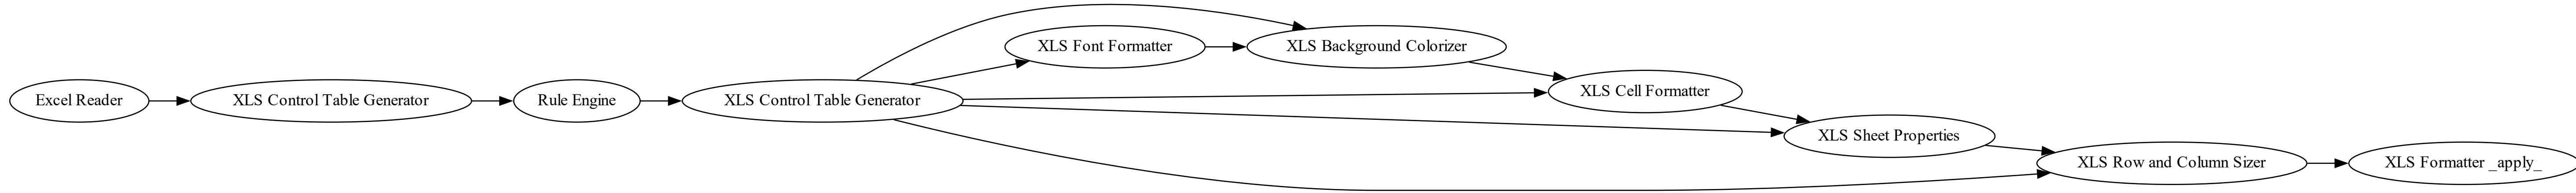 Excel Reader
XLS Control Table Generator
Rule Engine
XLS Control Table Generator
XLS Font Formatter
XLS Background Colorizer
XLS Cell Formatter
XLS Sheet Properties
XLS Row and Column Sizer
XLS Formatter _apply_